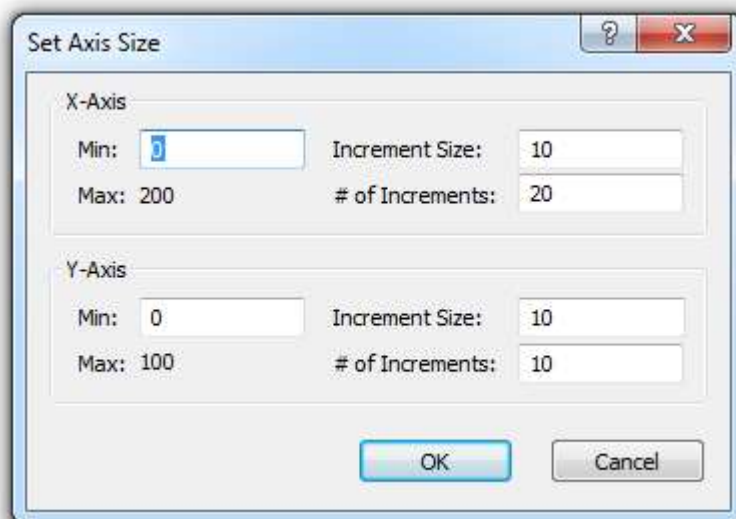 Set Axis Size
X-Axis
Min: 0 Increment Size: 10
Max: 200 # of Increments: 20
Y-Axis
Min: 0 Increment Size: 10
Max: 100 # of Increments: 10
OK Cancel